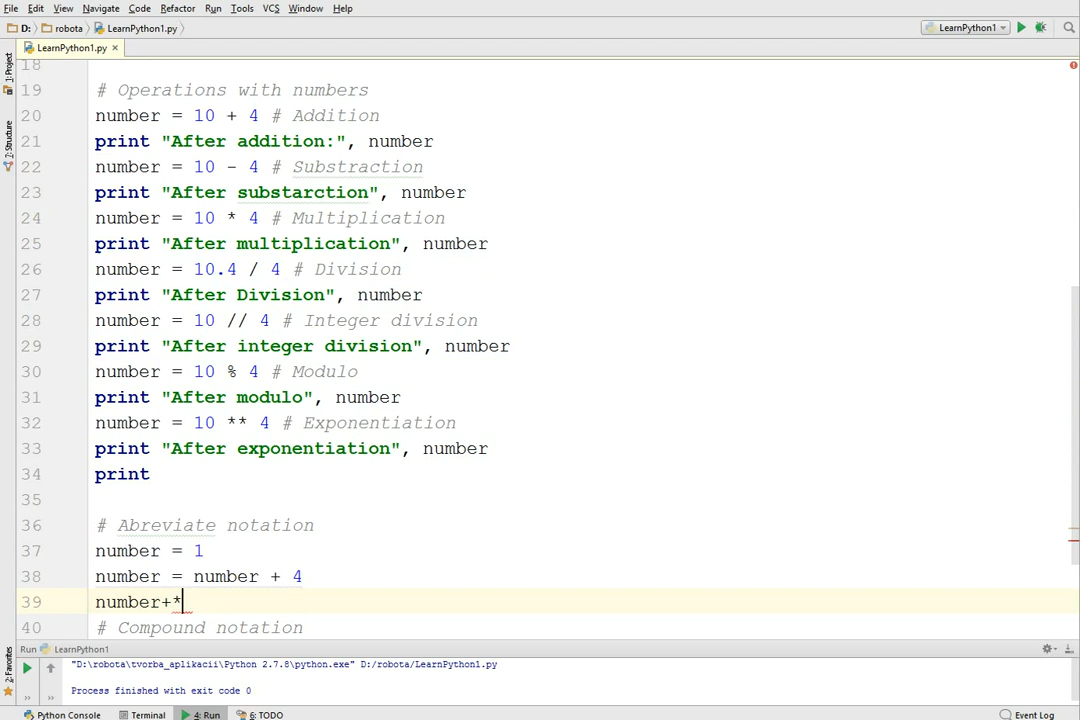 File Edit View Navigate Code Refactor Run Tools VCS Window Help
D: robota LearnPython1.py LearnPython1
LearnPython1.py
1: Project
7: Structure
2: Favorites
18
19 # Operations with numbers
20 number = 10 + 4 # Addition
21 print "After addition:", number
22 number = 10 - 4 # Substraction
23 print "After substarction", number
24 number = 10 * 4 # Multiplication
25 print "After multiplication", number
26 number = 10.4 / 4 # Division
27 print "After Division", number
28 number = 10 // 4 # Integer division
29 print "After integer division", number
30 number = 10 % 4 # Modulo
31 print "After modulo", number
32 number = 10 ** 4 # Exponentiation
33 print "After exponentiation", number
34 print
35
36 # Abreviate notation
37 number = 1
38 number = number + 4
39 number+*
40 # Compound notation
Run LearnPython1
"D:\robota\tvorba_aplikacii\Python 2.7.8\python.exe" D:/robota/LearnPython1.py
Process finished with exit code 0
Python Console Terminal 4: Run 6: TODO Event Log